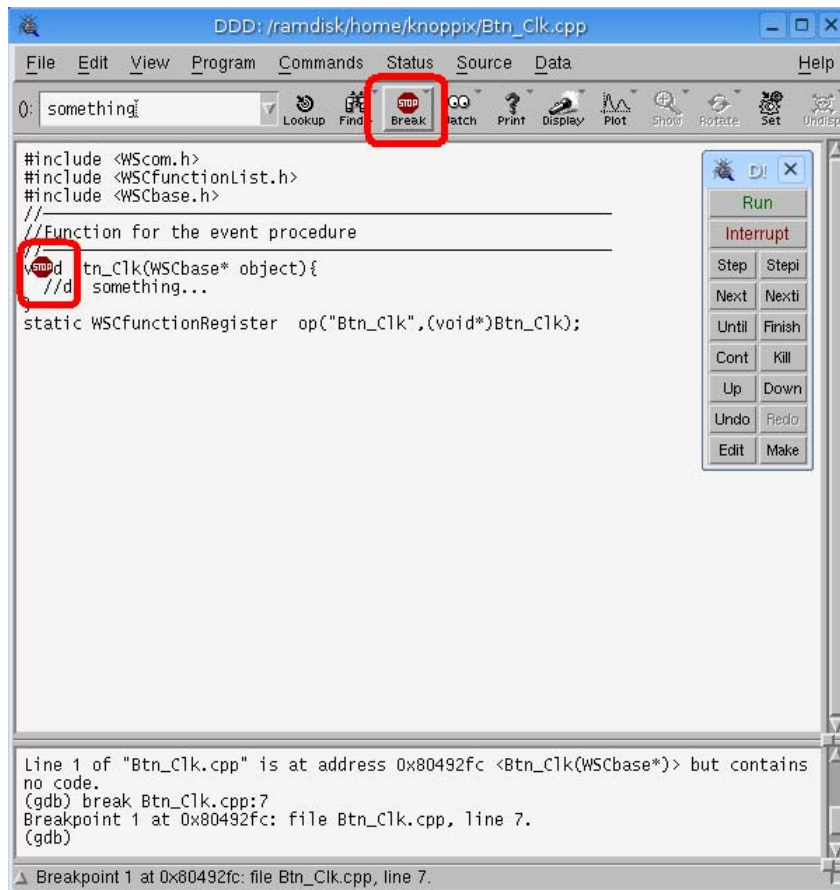 DDD: /ramdisk/home/knoppix/Btn_Clk.cpp
File Edit View Program Commands Status Source Data Help
(): something
Lookup Find Break Watch Print Display Plot Show Rotate Set Undisp
#include <WScom.h>
#include <WSCfunctionList.h>
#include <WSCbase.h>
//
//Function for the event procedure
//
STOP d tn_Clk(WSCbase* object){
//d something...
}
static WSCfunctionRegister op("Btn_Clk",(void*)Btn_Clk);
D!
Run
Interrupt
Step Stepi
Next Nexti
Until Finish
Cont Kill
Up Down
Undo Redo
Edit Make
Line 1 of "Btn_Clk.cpp" is at address 0x80492fc <Btn_Clk(WSCbase*)> but contains
no code.
(gdb) break Btn_Clk.cpp:7
Breakpoint 1 at 0x80492fc: file Btn_Clk.cpp, line 7.
(gdb)
Breakpoint 1 at 0x80492fc: file Btn_Clk.cpp, line 7.